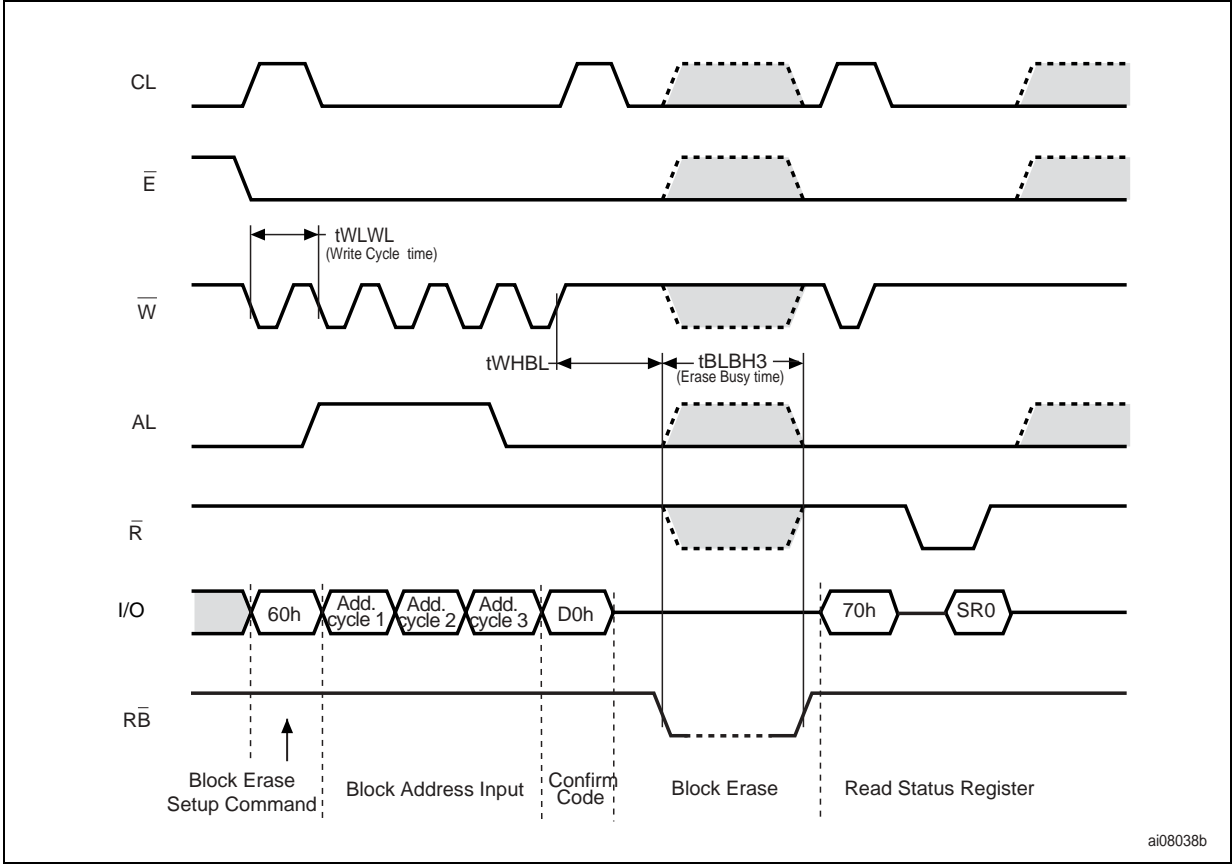 CL
E̅
tWLWL
(Write Cycle time)
W̅
tWHBL
tBLBH3
(Erase Busy time)
AL
R̅
I/O
60h
Add. cycle 1
Add. cycle 2
Add. cycle 3
D0h
70h
SR0
RB̅
Block Erase
Setup Command
Block Address Input
Confirm
Code
Block Erase
Read Status Register
ai08038b